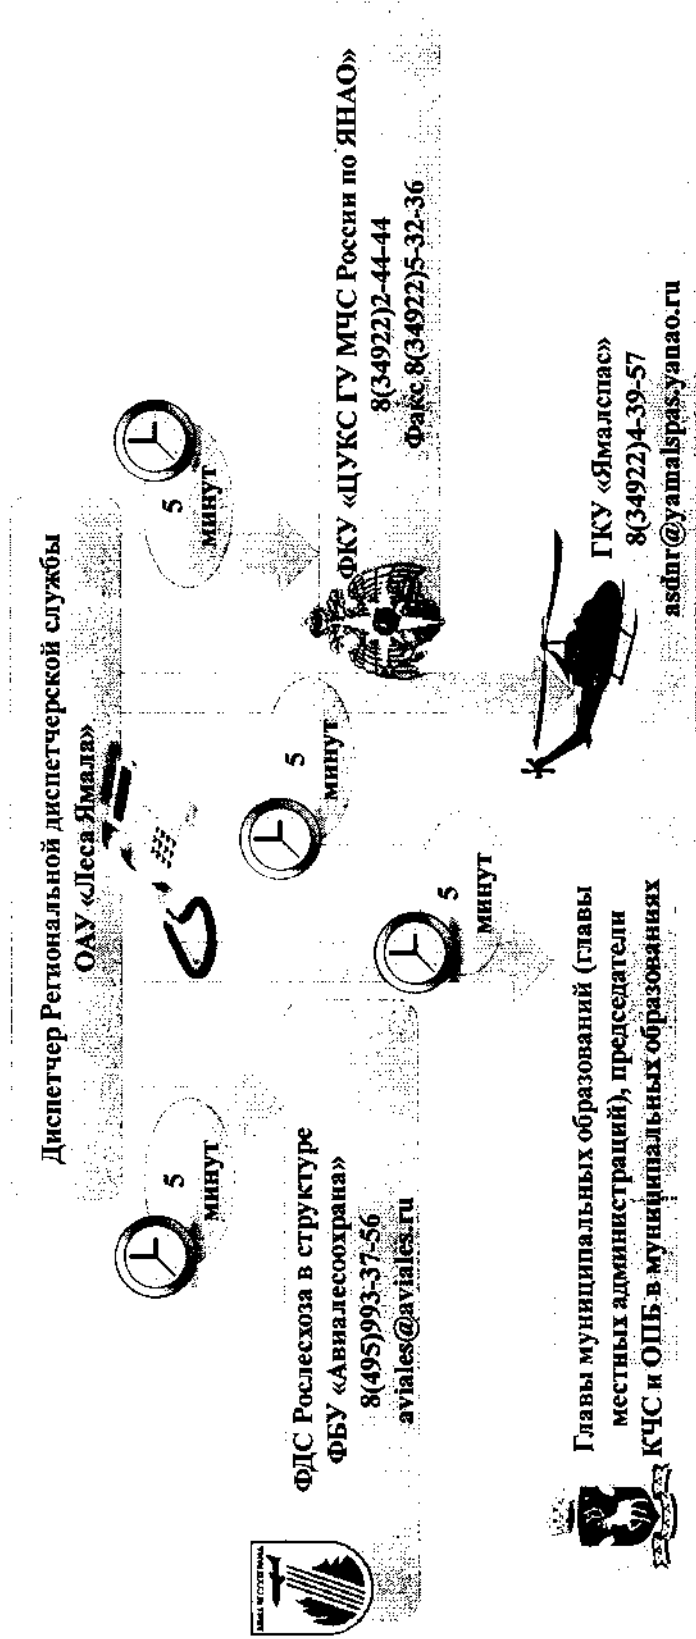 Диспетчер Региональной диспетчерской службы
ОАУ «Леса Ямала»
5
минут
5
минут
5
минут
5
минут
ФДС Рослесхоза в структуре
ФБУ «Авиалесоохрана»
8(495)993-37-56
aviales@aviales.ru
ФКУ «ЦУКС ГУ МЧС России по ЯНАО»
8(34922)2-44-44
Факс 8(34922)5-32-36
Главы муниципальных образований (главы
местных администраций), председатели
КЧС и ОПБ в муниципальных образованиях
ГКУ «Ямалспас»
8(34922)4-39-57
asdnr@yamalspas.yanao.ru